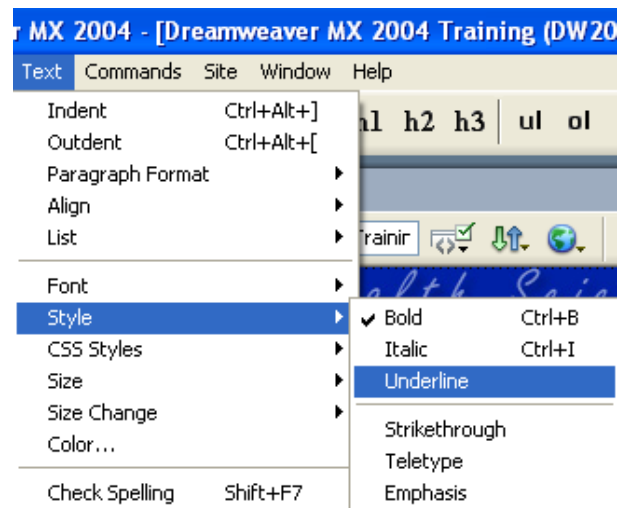 r MX 2004 - [Dreamweaver MX 2004 Training (DW20
Text Commands Site Window Help
Indent Ctrl+Alt+]
h1 h2 h3 ul ol
Outdent Ctrl+Alt+[
Paragraph Format
Align
List
Trainin
Font
Style
Bold Ctrl+B
CSS Styles
Italic Ctrl+I
Size
Underline
Size Change
Strikethrough
Color...
Teletype
Check Spelling Shift+F7
Emphasis